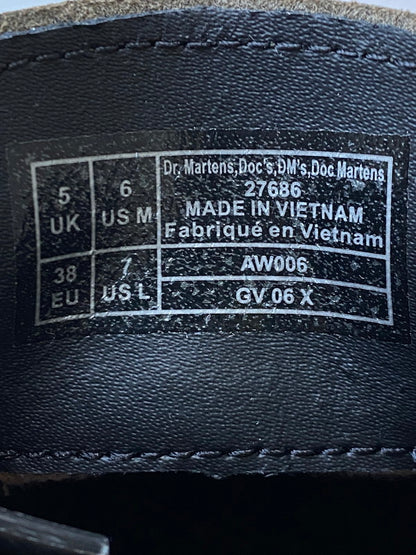 5
UK
6
US M
Dr. Martens,Doc's,DM's,Doc Martens
27686
MADE IN VIETNAM
Fabriqué en Vietnam
38
EU
7
US L
AW006
GV 06 X